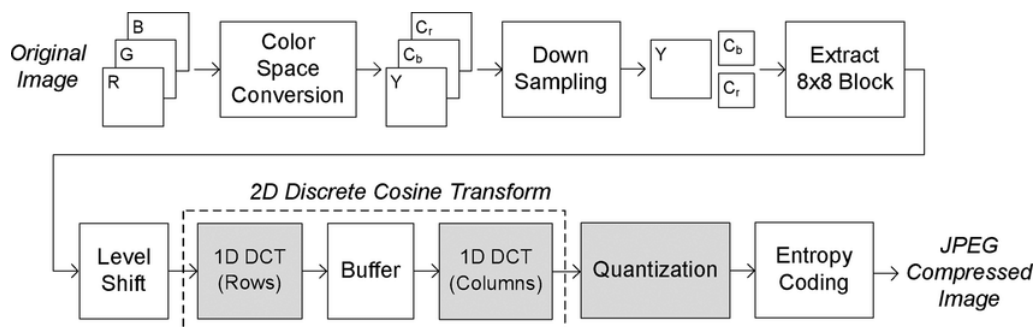 Original
Image
B
G
R
Color
Space
Conversion
Cr
Cb
Y
Down
Sampling
Y
Cb
Cr
Extract
8x8 Block
2D Discrete Cosine Transform
Level
Shift
1D DCT
(Rows)
Buffer
1D DCT
(Columns)
Quantization
Entropy
Coding
JPEG
Compressed
Image